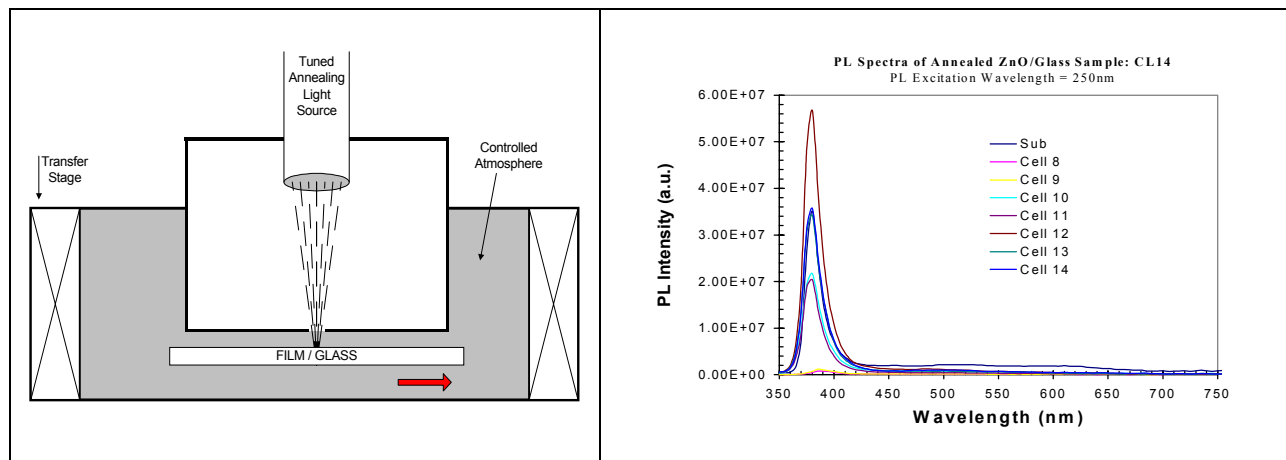 Tuned
Annealing
Light
Source
Transfer
Stage
Controlled
Atmosphere
FILM / GLASS
PL Spectra of Annealed ZnO/Glass Sample: CL14
PL Excitation Wavelength = 250nm
PL Intensity (a.u.)
6.00E+07
5.00E+07
4.00E+07
3.00E+07
2.00E+07
1.00E+07
0.00E+00
Sub
Cell 8
Cell 9
Cell 10
Cell 11
Cell 12
Cell 13
Cell 14
350 400 450 500 550 600 650 700 750
Wavelength (nm)